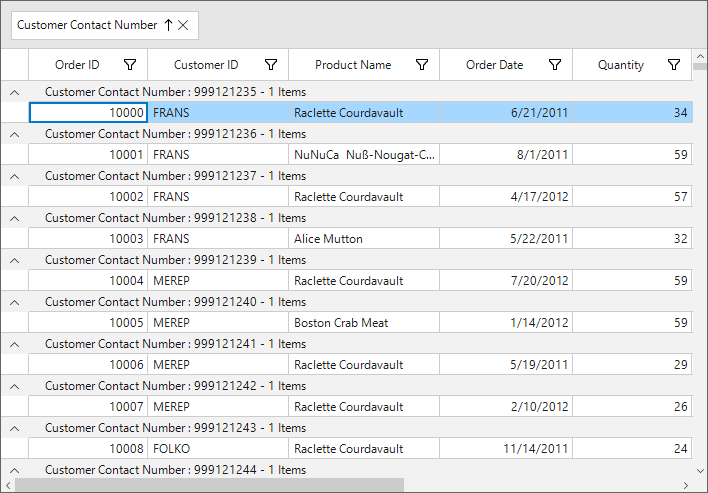 Customer Contact Number
Order ID Customer ID Product Name Order Date Quantity
Customer Contact Number : 999121235 - 1 Items
10000 FRANS Raclette Courdavault 6/21/2011 34
Customer Contact Number : 999121236 - 1 Items
10001 FRANS NuNuCa Nuß-Nougat-C... 8/1/2011 59
Customer Contact Number : 999121237 - 1 Items
10002 FRANS Raclette Courdavault 4/17/2012 57
Customer Contact Number : 999121238 - 1 Items
10003 FRANS Alice Mutton 5/22/2011 32
Customer Contact Number : 999121239 - 1 Items
10004 MEREP Raclette Courdavault 7/20/2012 59
Customer Contact Number : 999121240 - 1 Items
10005 MEREP Boston Crab Meat 1/14/2012 59
Customer Contact Number : 999121241 - 1 Items
10006 MEREP Raclette Courdavault 5/19/2011 29
Customer Contact Number : 999121242 - 1 Items
10007 MEREP Raclette Courdavault 2/10/2012 26
Customer Contact Number : 999121243 - 1 Items
10008 FOLKO Raclette Courdavault 11/14/2011 24
Customer Contact Number : 999121244 - 1 Items